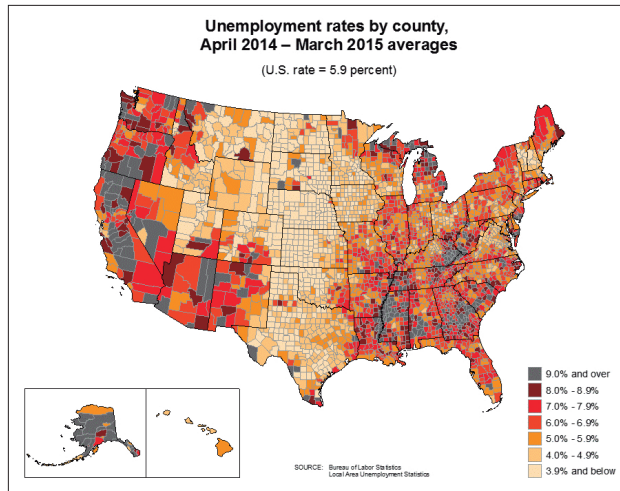 Unemployment rates by county,
April 2014 – March 2015 averages
(U.S. rate = 5.9 percent)
9.0% and over
8.0% - 8.9%
7.0% - 7.9%
6.0% - 6.9%
5.0% - 5.9%
4.0% - 4.9%
3.9% and below
SOURCE: Bureau of Labor Statistics
Local Area Unemployment Statistics